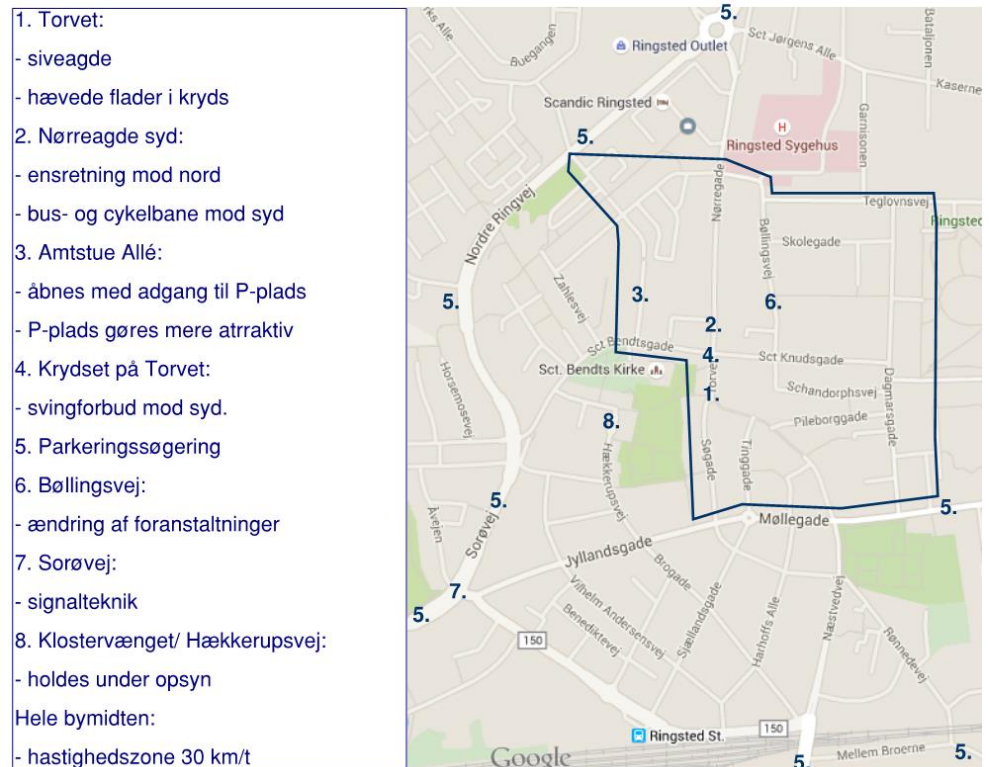 1. Torvet:
- siveagde
- hævede flader i kryds
2. Nørreagde syd:
- ensretning mod nord
- bus- og cykelbane mod syd
3. Amtstue Allé:
- åbnes med adgang til P-plads
- P-plads gøres mere atrraktiv
4. Krydset på Torvet:
- svingforbud mod syd.
5. Parkeringssøgering
6. Bøllingsvej:
- ændring af foranstaltninger
7. Sorøvej:
- signalteknik
8. Klostervænget/ Hækkerupsvej:
- holdes under opsyn
Hele bymidten:
- hastighedszone 30 km/t
5.
Sct Jørgens Alle
Bataljonen
Buegangen
Ringsted Outlet
Kaserne
Scandic Ringsted
Garnisonen
5.
H
Ringsted Sygehus
Nørregade
Teglovnsvej
Ringsted
Nordre Ringvej
Bøllingsvej
Skolegade
Zahlesvej
5.
3.
6.
2.
Sct Bendtsgade
4.
Sct Knudsgade
Sct. Bendts Kirke
Horsemosevej
1.
Schandorphsvej
Dagmarsgade
8.
Pileborggade
Hækkerupsvej
Søgade
Tinggade
5.
5.
Møllegade
Åvejen
Sorøvej
Jyllandsgade
Brogade
7.
Vilhelm Andersensvej
Benediktevej
Sjællandsgade
Harhoffs Alle
Næstvedvej
Rønnedevej
5.
150
150
Ringsted St.
Google
Mellem Broerne
5.
5.